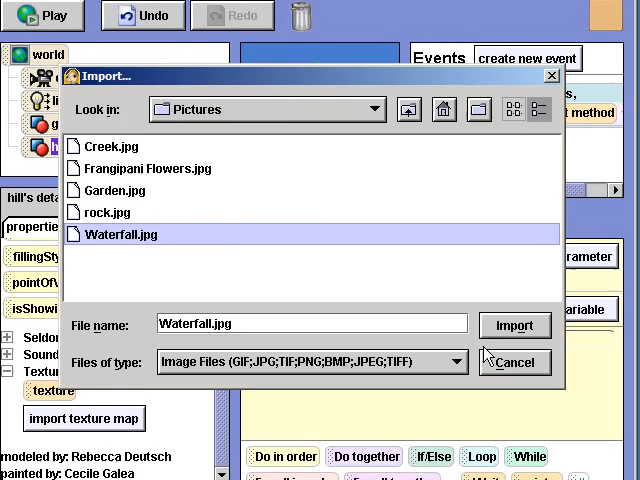 Play
Undo
Redo
world
Events
create new event
Import...
Look in:
Pictures
s,
t method
Creek.jpg
Frangipani Flowers.jpg
Garden.jpg
rock.jpg
Waterfall.jpg
hill's deta
propertie
fillingSty
pointOfV
isShowi
Seldo
Sound
Textur
texture
import texture map
rameter
ariable
File name:
Waterfall.jpg
Import
Files of type:
Image Files (GIF;JPG;TIF;PNG;BMP;JPEG;TIFF)
Cancel
modeled by: Rebecca Deutsch
painted by: Cecile Galea
Do in order
Do together
If/Else
Loop
While